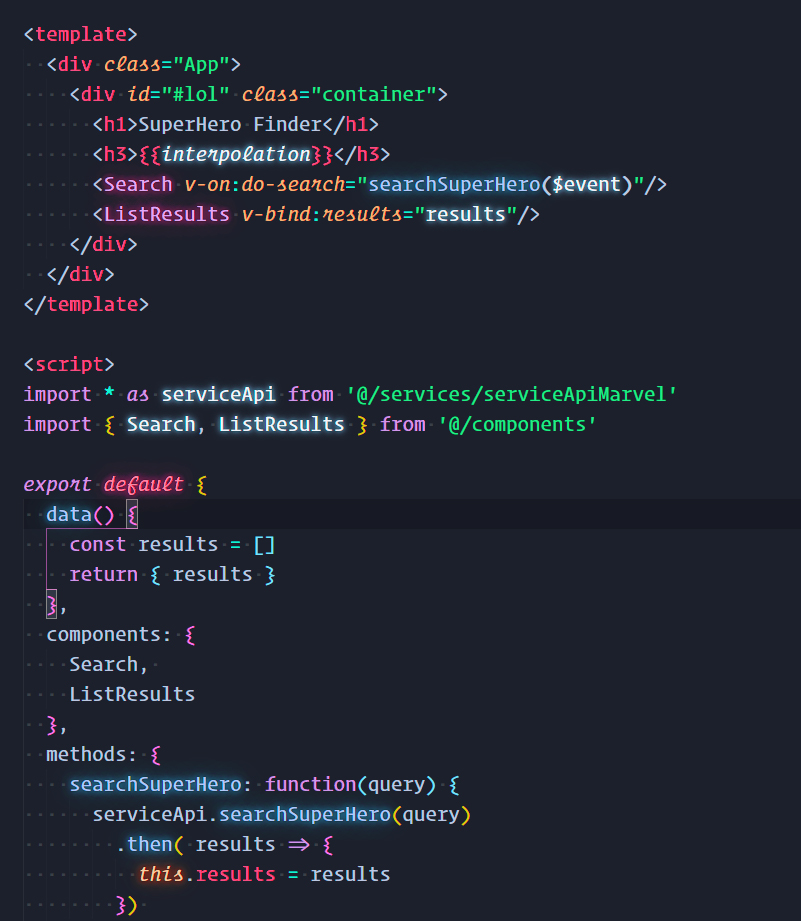 <template>
  <div class="App">
    <div id="#lol" class="container">
      <h1>SuperHero Finder</h1>
      <h3>{{interpolation}}</h3>
      <Search v-on:do-search="searchSuperHero($event)"/>
      <ListResults v-bind:results="results"/>
    </div>
  </div>
</template>

<script>
import * as serviceApi from '@/services/serviceApiMarvel'
import { Search, ListResults } from '@/components'

export default {
  data() {
    const results = []
    return { results }
  },
  components: {
    Search,
    ListResults
  },
  methods: {
    searchSuperHero: function(query) {
      serviceApi.searchSuperHero(query)
        .then( results => {
          this.results = results
        })